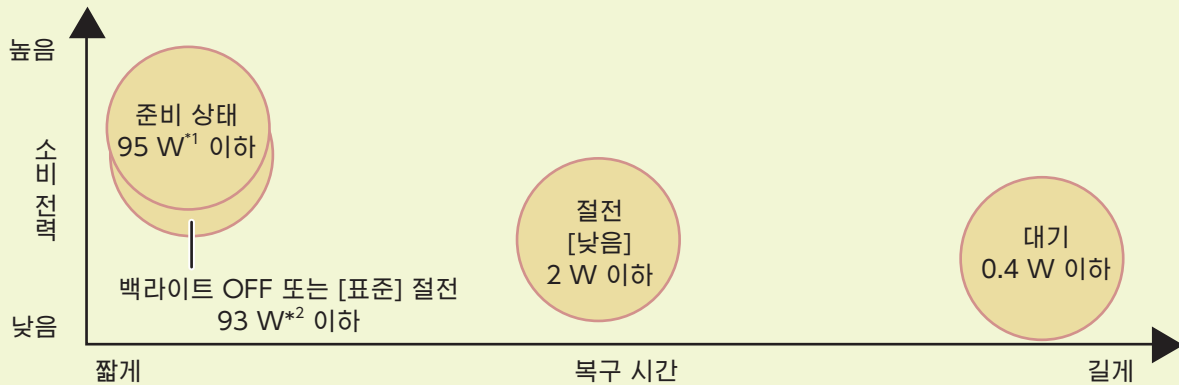 높음
소비 전력
낮음
준비 상태
95 W*1 이하
백라이트 OFF 또는 [표준] 절전
93 W*2 이하
절전
[낮음]
2 W 이하
대기
0.4 W 이하
짧게
복구 시간
길게